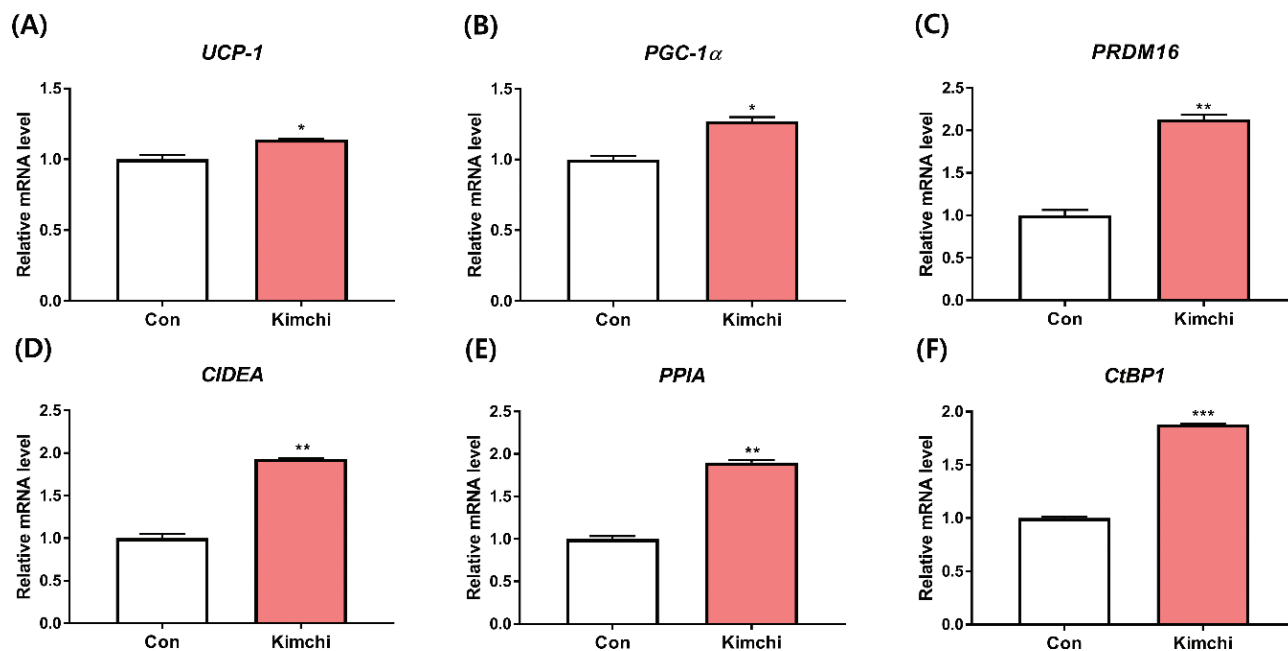 (A)
UCP-1
Relative mRNA level
1.5
1.0
0.5
0.0
*
Con Kimchi
(B)
PGC-1α
Relative mRNA level
1.5
1.0
0.5
0.0
*
Con Kimchi
(C)
PRDM16
Relative mRNA level
2.5
2.0
1.5
1.0
0.5
0.0
**
Con Kimchi
(D)
CIDEA
Relative mRNA level
2.5
2.0
1.5
1.0
0.5
0.0
**
Con Kimchi
(E)
PPIA
Relative mRNA level
2.5
2.0
1.5
1.0
0.5
0.0
**
Con Kimchi
(F)
CtBP1
Relative mRNA level
2.0
1.5
1.0
0.5
0.0
***
Con Kimchi